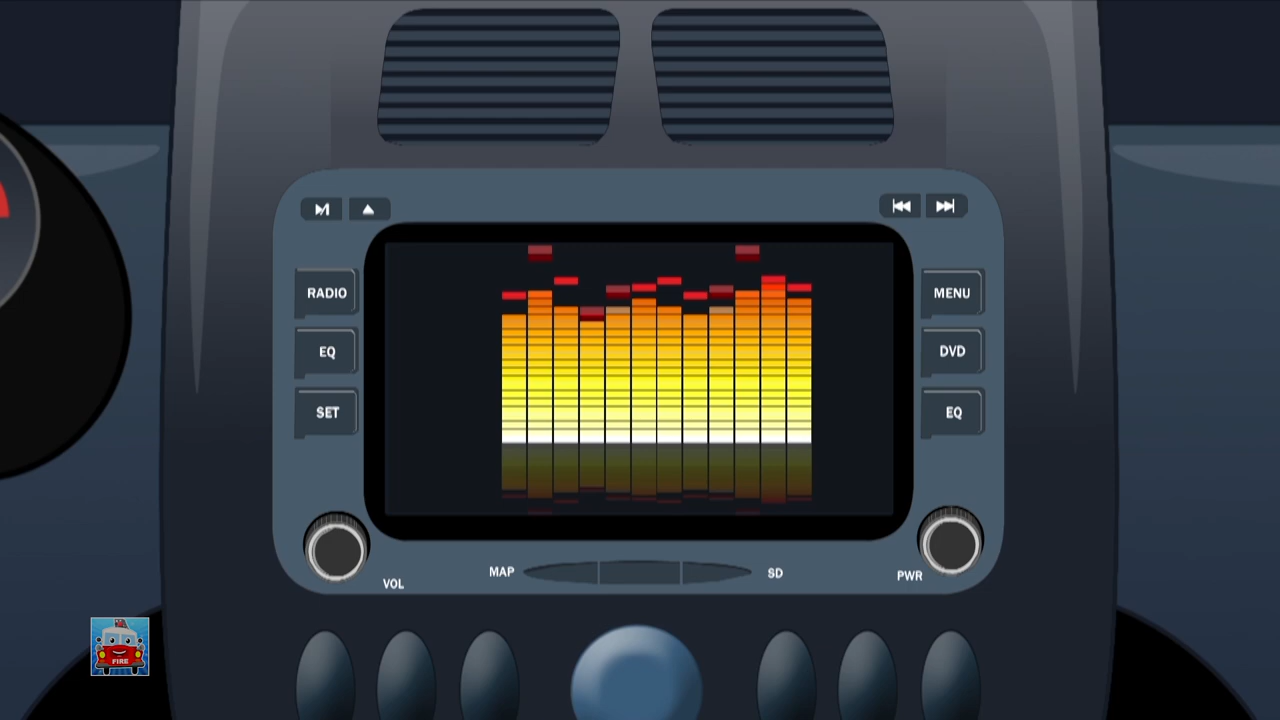 RADIO
EQ
SET
MENU
DVD
EQ
VOL
MAP
SD
PWR
FIRE